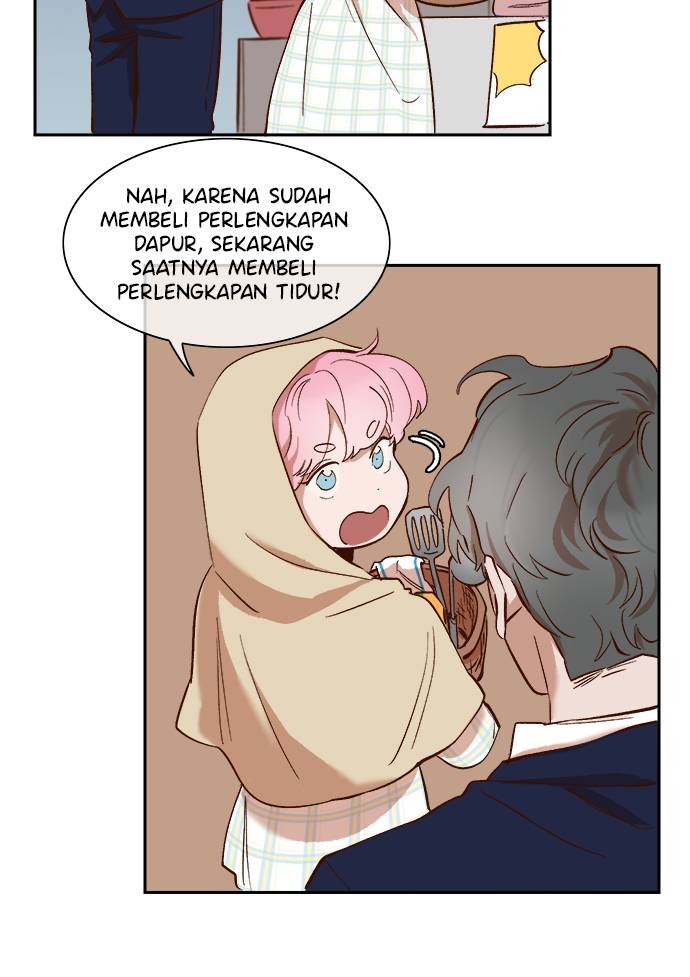 NAH, KARENA SUDAH
MEMBELI PERLENGKAPAN
DAPUR, SEKARANG
SAATNYA MEMBELI
PERLENGKAPAN TIDUR!